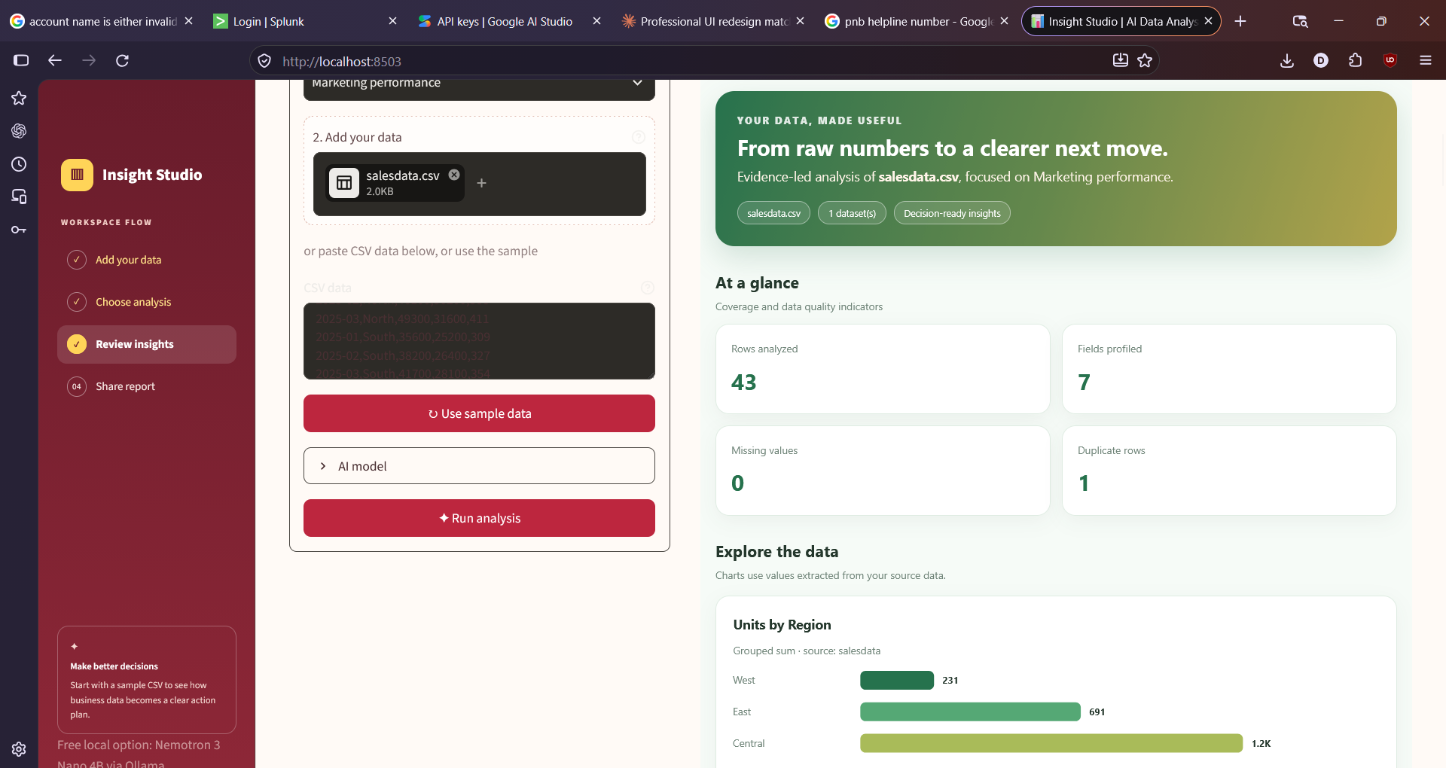 account name is either invalid
Login | Splunk
API keys | Google AI Studio
Professional UI redesign matc
pnb helpline number - Google
Insight Studio | AI Data Analys
http://localhost:8503
D
Insight Studio
WORKSPACE FLOW
Add your data
Choose analysis
Review insights
04
Share report
Make better decisions
Start with a sample CSV to see how
business data becomes a clear action
plan.
Free local option: Nemotron 3
Nano 4B via Ollama
Marketing performance
2. Add your data
salesdata.csv
2.0KB
or paste CSV data below, or use the sample
CSV data
2025-03,North,48300,31600,411
2025-01,South,35600,25200,309
2025-02,South,38200,26400,327
2025-03,South,41700,28100,354
Use sample data
AI model
Run analysis
YOUR DATA, MADE USEFUL
From raw numbers to a clearer next move.
Evidence-led analysis of salesdata.csv, focused on Marketing performance.
salesdata.csv
1 dataset(s)
Decision-ready insights
At a glance
Coverage and data quality indicators
Rows analyzed
43
Fields profiled
7
Missing values
0
Duplicate rows
1
Explore the data
Charts use values extracted from your source data.
Units by Region
Grouped sum · source: salesdata
West
231
East
691
Central
1.2K